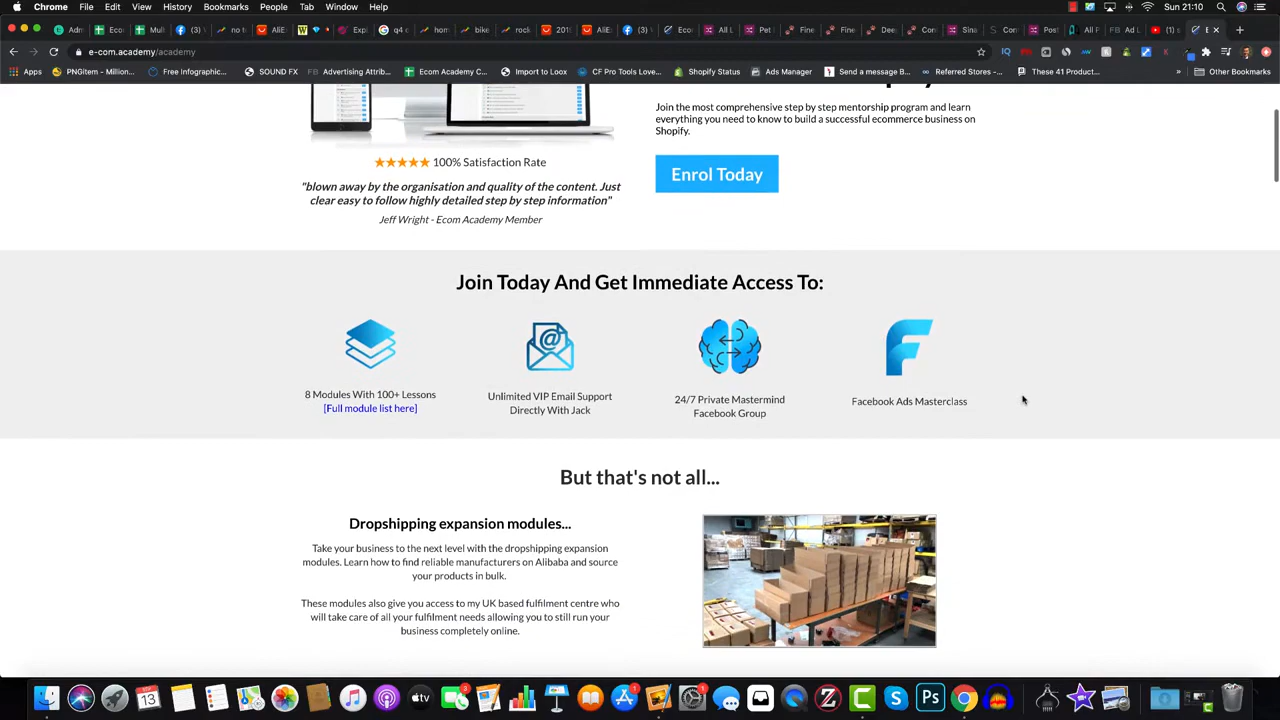 Chrome File Edit View History Bookmarks People Tab Window Help Sun 21:10
e-com.academy/academy
Apps PNGitem - Million... Free Infographic... SOUND FX FB Advertising Attrib... Ecom Academy C... Import to Loox CF Pro Tools Love... Shopify Status Ads Manager Send a message B... Referred Stores -... These 41 Product... » Other Bookmarks
Join the most comprehensive step by step mentorship program and learn
everything you need to know to build a successful ecommerce business on
Shopify.
Enrol Today
★★★★★ 100% Satisfaction Rate
"blown away by the organisation and quality of the content. Just
clear easy to follow highly detailed step by step information"
Jeff Wright - Ecom Academy Member
Join Today And Get Immediate Access To:
8 Modules With 100+ Lessons
[Full module list here]
Unlimited VIP Email Support
Directly With Jack
24/7 Private Mastermind
Facebook Group
Facebook Ads Masterclass
But that's not all...
Dropshipping expansion modules...
Take your business to the next level with the dropshipping expansion
modules. Learn how to find reliable manufacturers on Alibaba and source
your products in bulk.
These modules also give you access to my UK based fulfilment centre who
will take care of all your fulfilment needs allowing you to still run your
business completely online.